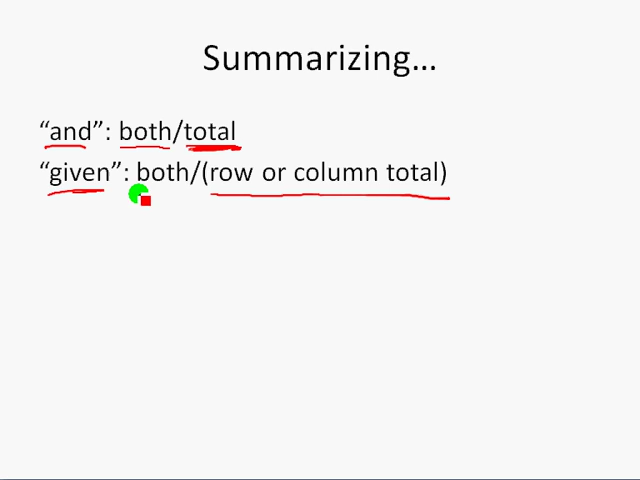 Summarizing...
“and”: both/total
“given”: both/(row or column total)